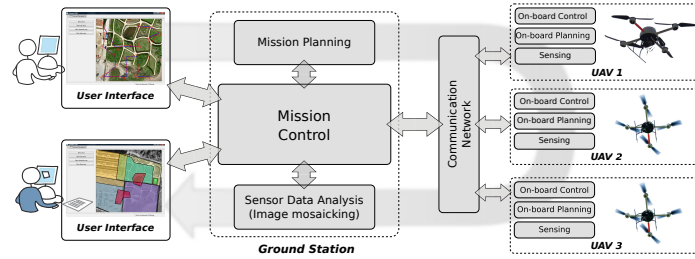 User Interface
User Interface
Mission Planning
Mission
Control
Sensor Data Analysis
(Image mosaicking)
Ground Station
Communication
Network
On-board Control
On-board Planning
Sensing
UAV 1
On-board Control
On-board Planning
Sensing
UAV 2
On-board Control
On-board Planning
Sensing
UAV 3